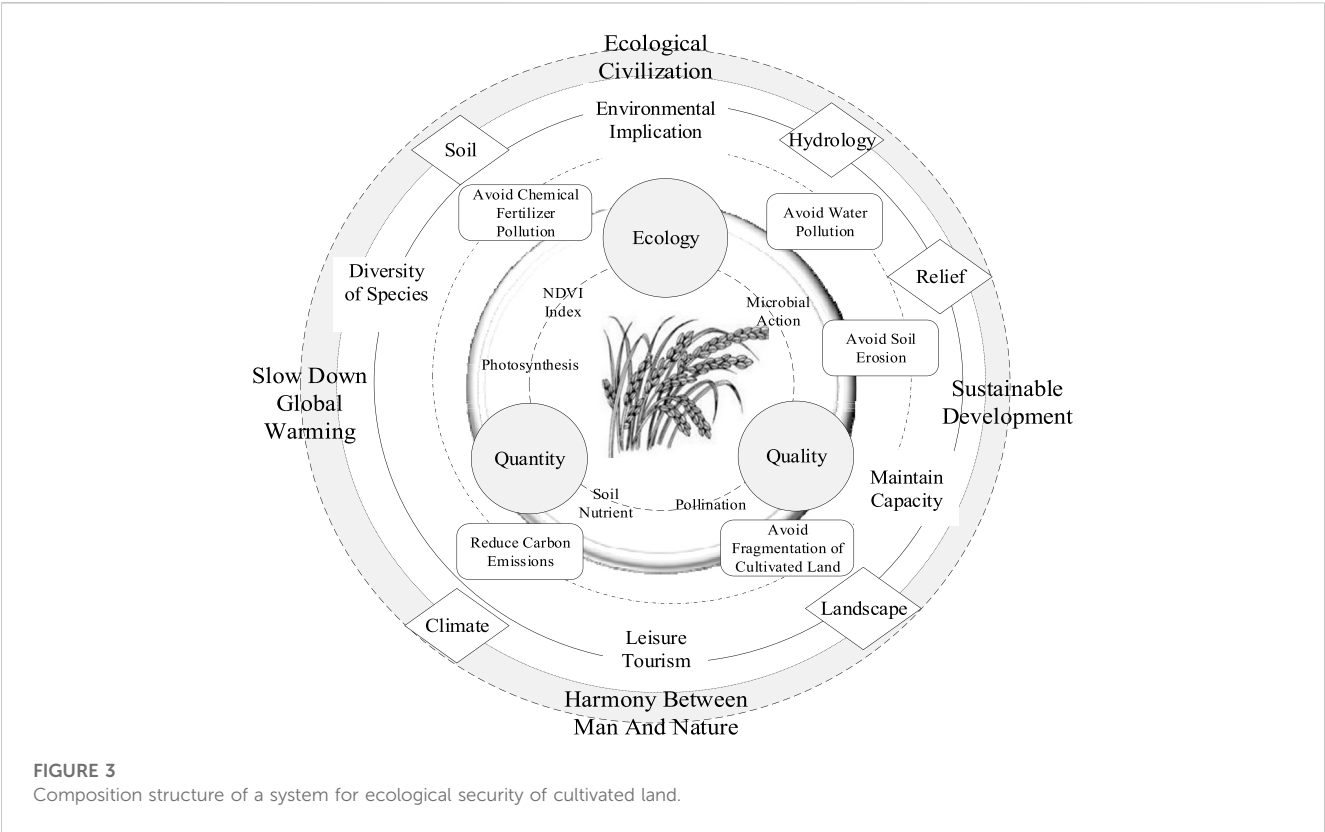 Ecological
Civilization
Environmental
Implication
Soil
Hydrology
Avoid Chemical
Fertilizer
Pollution
Avoid Water
Pollution
Ecology
Diversity
of Species
Relief
NDVI
Index
Microbial
Action
Avoid Soil
Erosion
Photosynthesis
Slow Down
Global
Warming
Sustainable
Development
Quantity
Quality
Maintain
Capacity
Soil
Nutrient
Pollination
Reduce Carbon
Emissions
Avoid
Fragmentation of
Cultivated Land
Climate
Landscape
Leisure
Tourism
Harmony Between
Man And Nature
FIGURE 3
Composition structure of a system for ecological security of cultivated land.